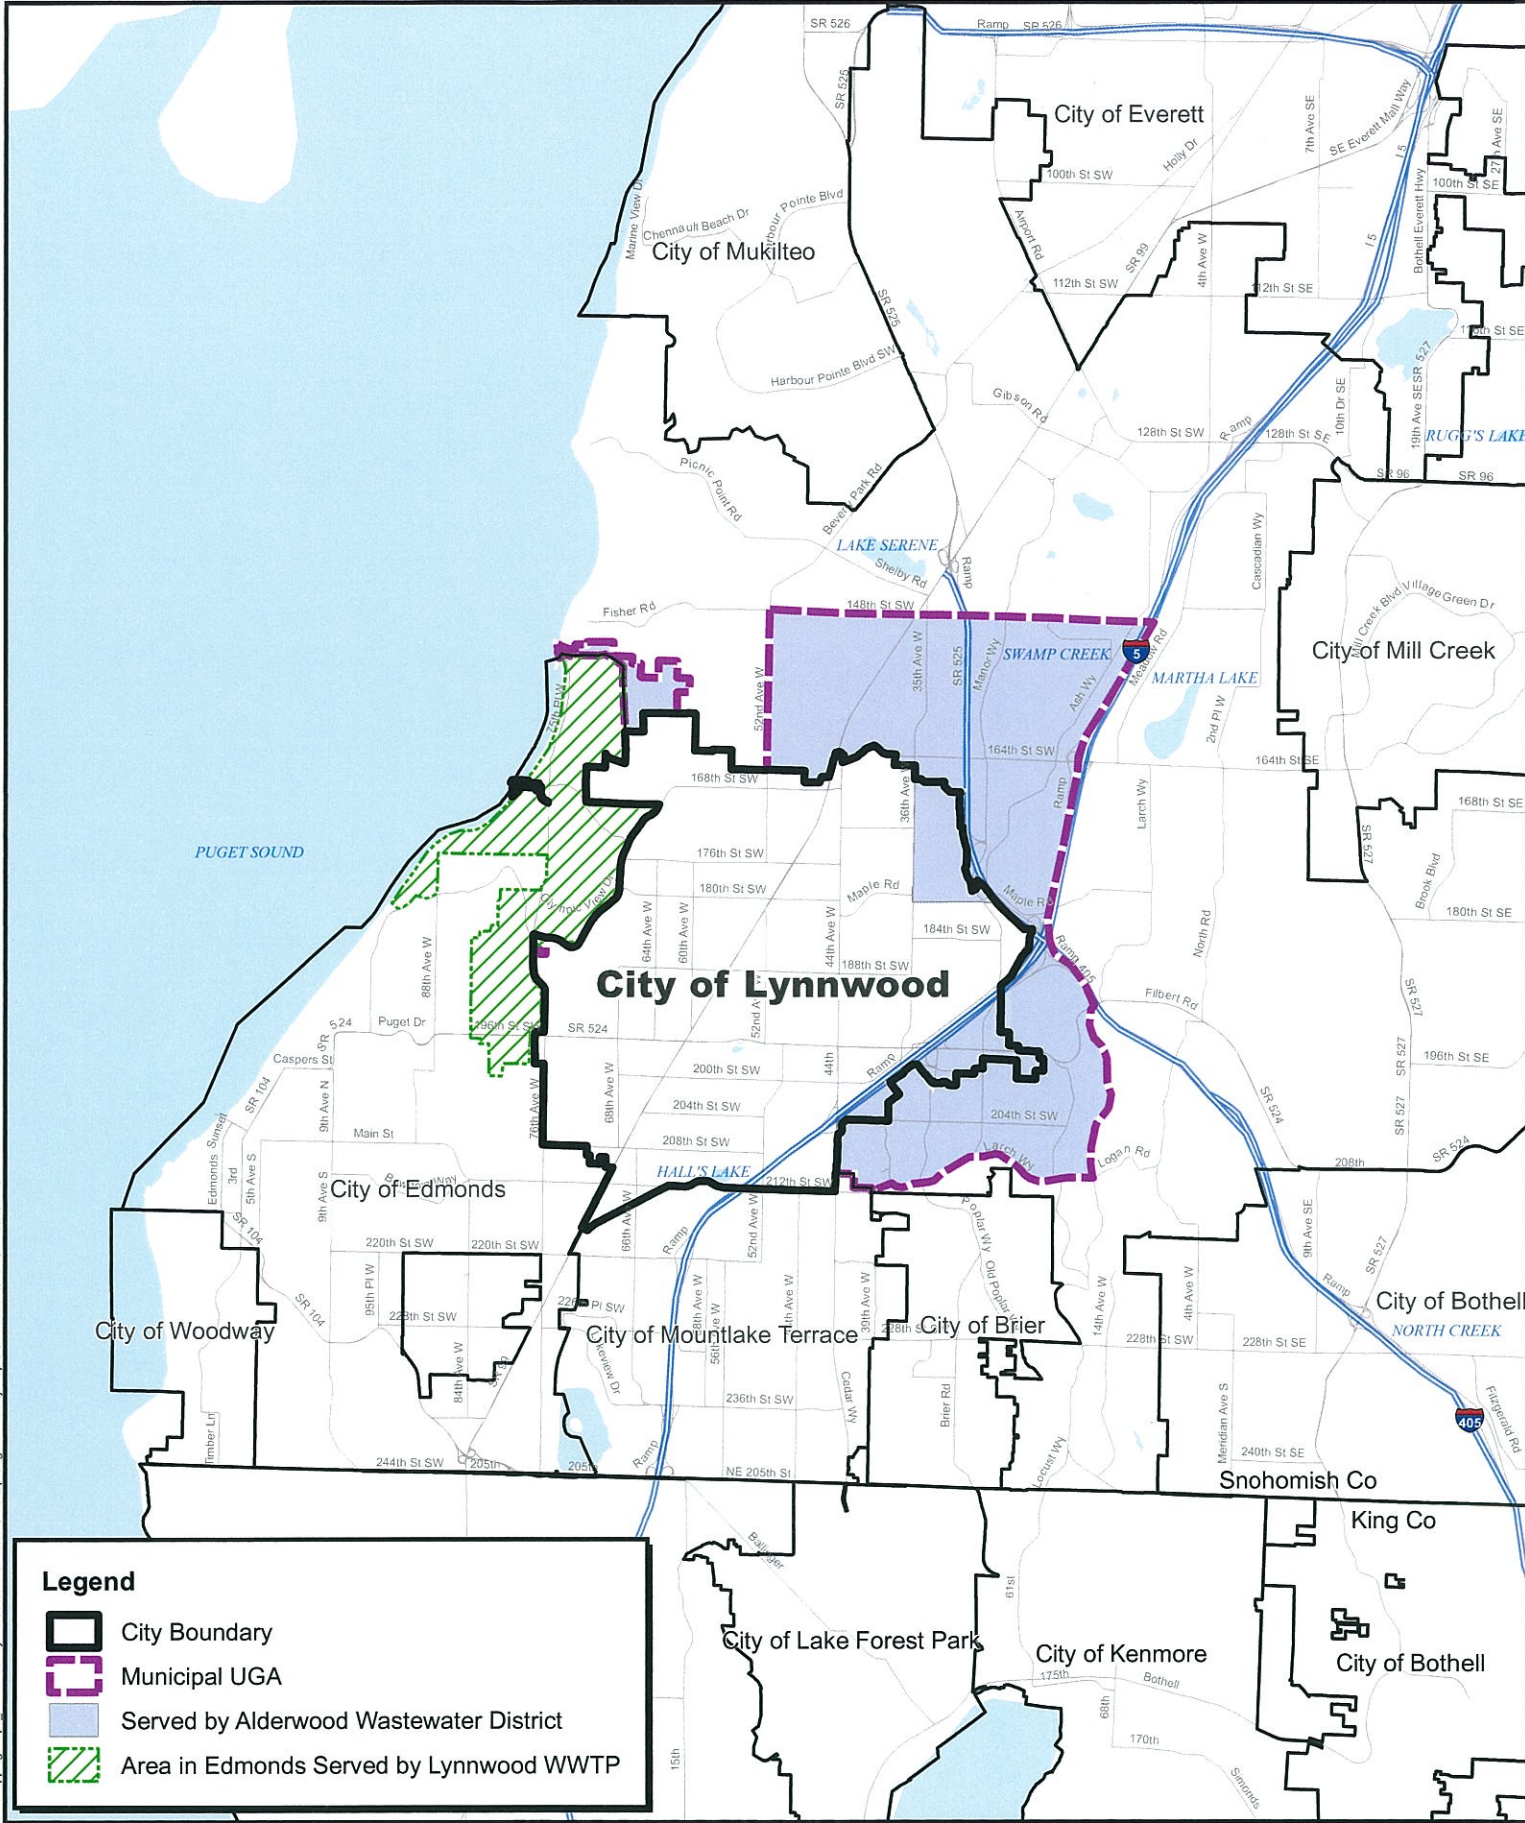 SR 526
Ramp
SR 526
SR 525
City of Everett
7th Ave SE
SE Everett Mall Way
I 5
Holly Dr
100th St SW
100th St SE
Marine View Dr
Chennault Beach Dr
City of Mukilteo
Airport Rd
SR 99
4th Ave W
I 5
Bothell Everett Hwy
112th St SW
SR 525
Harbour Pointe Blvd SW
Gibson Rd
128th St SW
Ramp
128th St SE
10th Dr SE
19th Ave SE
SR 527
RUGG'S LAKE
SR 96
SR 96
Picnic Point Rd
Beverly Park Rd
LAKE SERENE
Shelby Rd
Ramp
Cascadian Wy
Fisher Rd
148th St SW
Mill Creek Blvd
Village Green Dr
City of Mill Creek
52nd Ave W
35th Ave W
SR 525
Manor Wy
SWAMP CREEK
5
Meadow Rd
MARTHA LAKE
Ash Wy
2nd Pl W
164th St SW
164th St SE
168th St SW
36th Ave W
Ramp
Larch Wy
168th St SE
PUGET SOUND
176th St SW
SR 527
Brook Blvd
180th St SW
Maple Rd
Maple Rd
Olympic View Dr
180th St SE
64th Ave W
60th Ave W
44th Ave W
184th St SW
North Rd
88th Ave W
188th St SW
Ramp 405
City of Lynnwood
Filbert Rd
SR 527
524
SR
Puget Dr
196th St SW
SR 524
Caspers St
SR 104
9th Ave N
76th Ave W
68th Ave W
200th St SW
44th
Ramp
SR 527
196th St SE
204th St SW
204th St SW
SR 524
SR 527
Sunset
Edmonds
3rd
5th Ave S
Main St
208th St SW
HALL'S LAKE
Larch Wy
Logan Rd
208th
SR 524
9th Ave S
City of Edmonds
212th St SW
SR 104
220th St SW
220th St SW
66th Ave W
Ramp
52nd Ave W
Poplar Wy
Old Poplar
9th Ave SE
SR 527
SR 104
95th Pl W
228th St SW
56th Ave W
39th Ave W
14th Ave W
4th Ave W
Ramp
City of Woodway
City of Mountlake Terrace
City of Brier
228th St SW
228th St SE
City of Bothell
NORTH CREEK
84th Ave W
236th St SW
Cedar Wy
Brier Rd
Locust Wy
Meridian Ave S
405
Fitzgerald Rd
Timber Ln
244th St SW
205th
205th
Ramp
NE 205th St
240th St SE
Snohomish Co
King Co
Ballinger
61st
City of Lake Forest Park
City of Kenmore
City of Bothell
175th
Bothell
68th
170th
15th
Simonds
Legend
City Boundary
Municipal UGA
Served by Alderwood Wastewater District
Area in Edmonds Served by Lynnwood WWTP